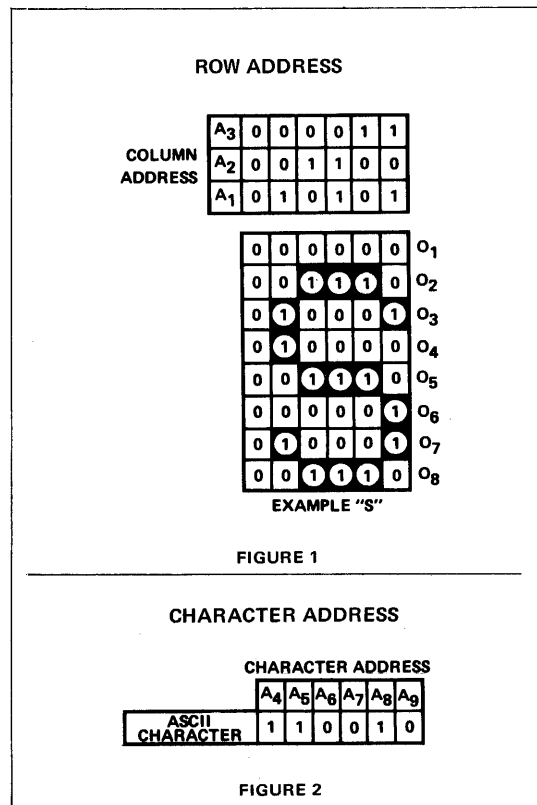 ROW ADDRESS
A3 0 0 0 0 1 1
COLUMN ADDRESS
A2 0 0 1 1 0 0
A1 0 1 0 1 0 1
0 0 0 0 0 0 O1
0 0 1 1 1 0 O2
0 1 0 0 0 1 O3
0 1 0 0 0 0 O4
0 0 1 1 1 0 O5
0 0 0 0 0 1 O6
0 1 0 0 0 1 O7
0 0 1 1 1 0 O8
EXAMPLE "S"
FIGURE 1
CHARACTER ADDRESS
CHARACTER ADDRESS
A4 A5 A6 A7 A8 A9
ASCII CHARACTER 1 1 0 0 1 0
FIGURE 2